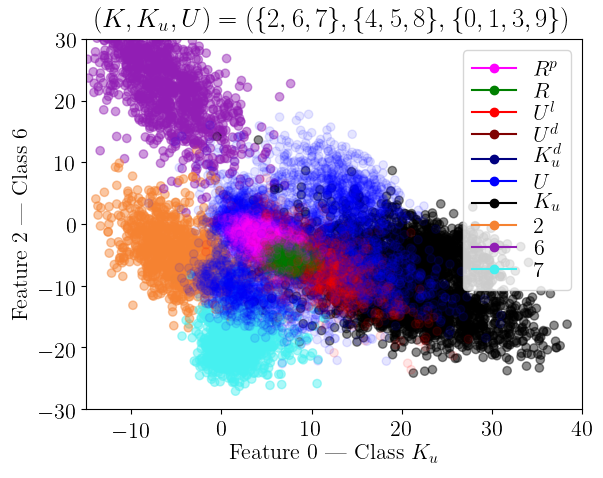 (K, K_u, U) = ({2, 6, 7}, {4, 5, 8}, {0, 1, 3, 9})
30
20
10
0
−10
−20
−30
Feature 2 — Class 6
R^p
R
U^l
U^d
K_u^d
U
K_u
2
6
7
−10 0 10 20 30 40
Feature 0 — Class K_u